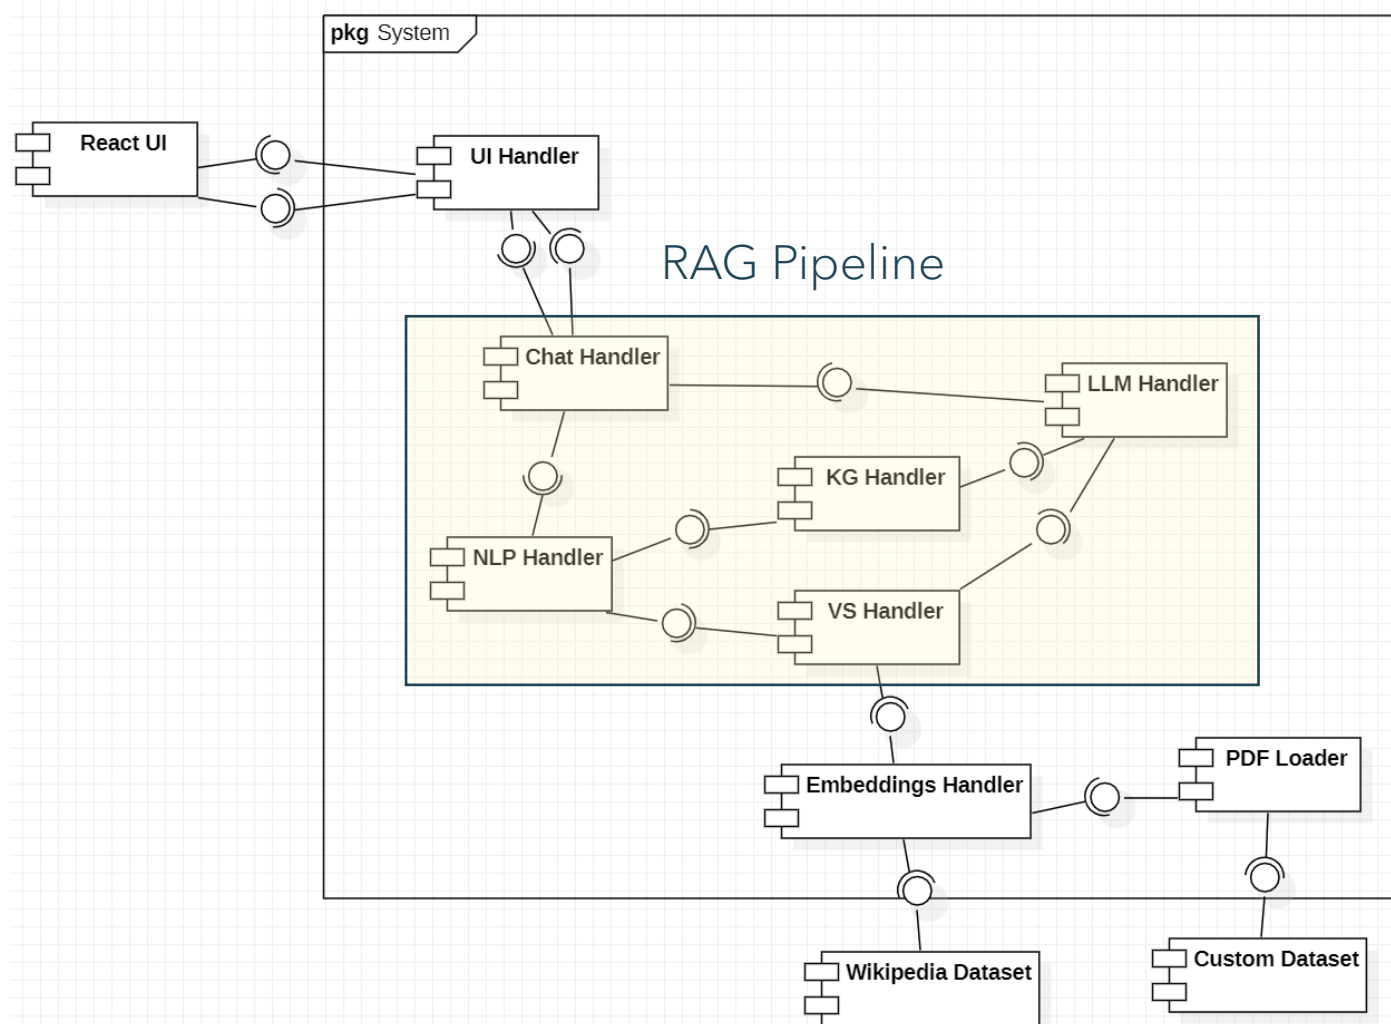 pkg System
React UI
UI Handler
RAG Pipeline
Chat Handler
LLM Handler
KG Handler
NLP Handler
VS Handler
PDF Loader
Embeddings Handler
Custom Dataset
Wikipedia Dataset